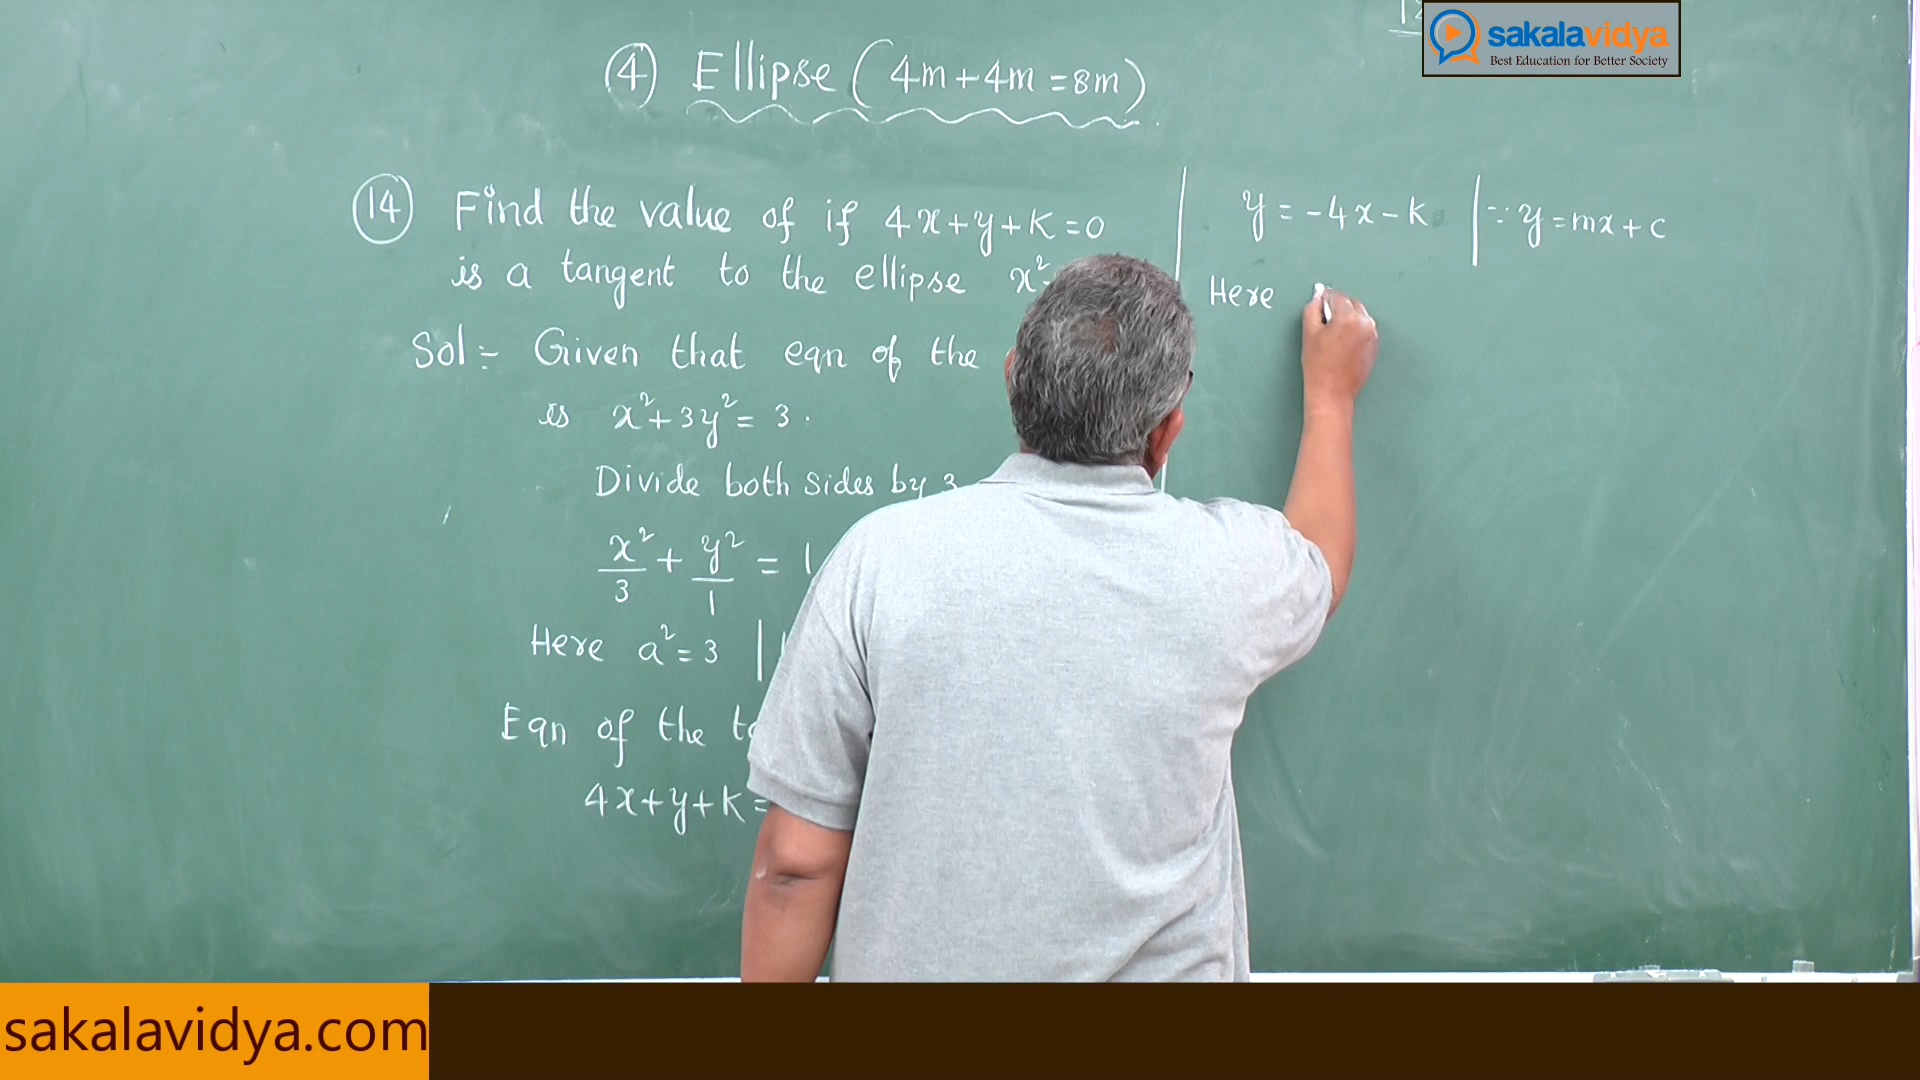 ④ Ellipse (4m+4m=8m)
⑭ Find the value of if 4x+y+K=0
is a tangent to the ellipse x²
Sol:- Given that eqn of the
is x²+3y²=3.
Divide both sides by 3
x²/3 + y²/1 = 1
Here a²=3 |
Eqn of the
4x+y+K=
y=-4x-K | ∵ y=mx+c
Here
sakalavidya
Best Education for Better Society
sakalavidya.com